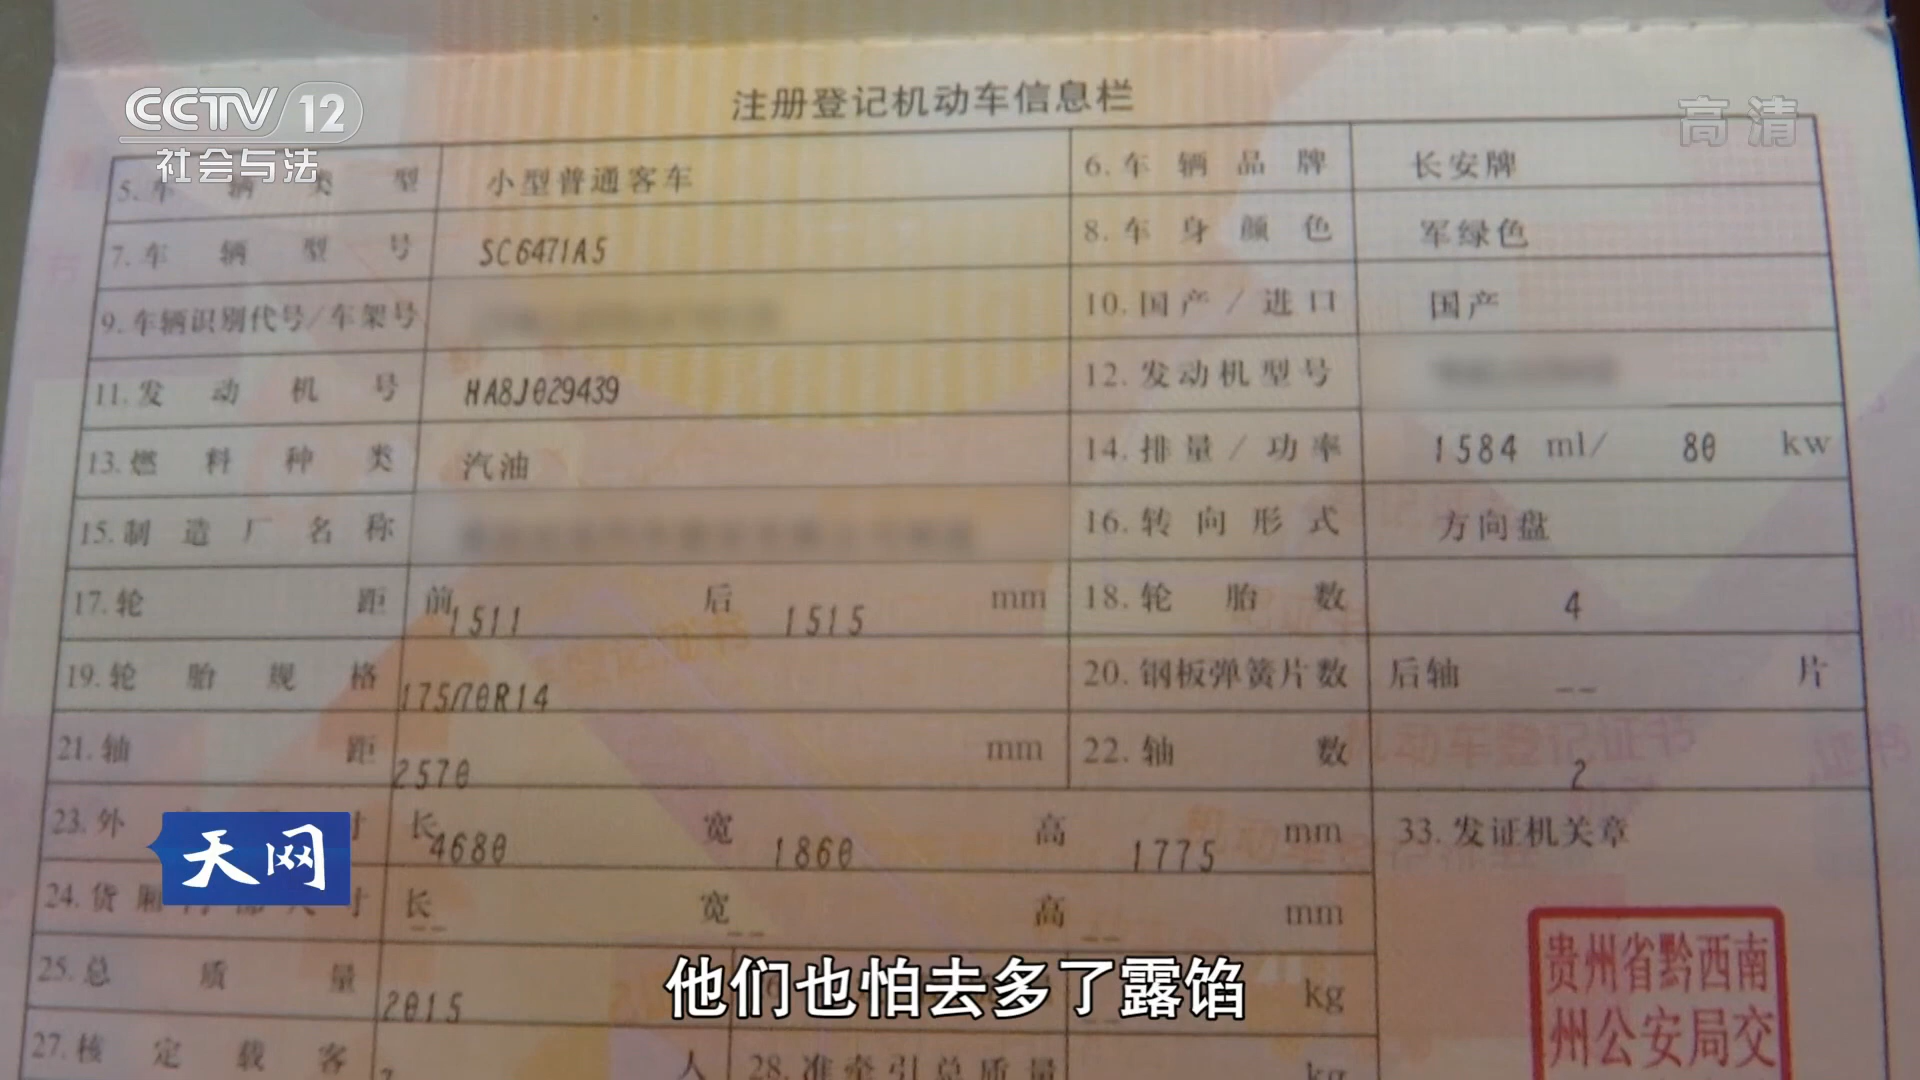 CCTV 12
社会与法
高清
注册登记机动车信息栏
5.车辆类型 小型普通客车 6.车辆品牌 长安牌
7.车辆型号 SC6471A5 8.车身颜色 军绿色
9.车辆识别代号/车架号 10.国产/进口 国产
11.发动机号 HA8J029439 12.发动机型号
13.燃料种类 汽油 14.排量/功率 1584 ml/ 80 kw
15.制造厂名称 16.转向形式 方向盘
17.轮距 前 1511 后 1515 mm 18.轮胎数 4
19.轮胎规格 175/70R14 20.钢板弹簧片数 后轴 -- 片
21.轴距 2570 mm 22.轴数 2
23.外 寸 长 4680 宽 1860 高 1775 mm 33.发证机关章
天网
24.货厢内部尺寸 长 -- 宽 -- 高 -- mm
25.总质量 2015 kg
他们也怕去多了露馅
27.核定载客 人 28.准牵引总质量 kg
贵州省黔西南
州公安局交